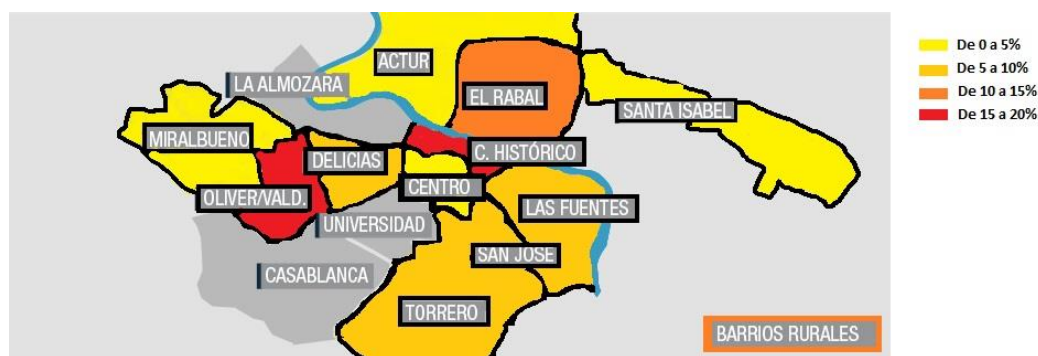 ACTUR
LA ALMOZARA
EL RABAL
SANTA ISABEL
MIRALBUENO
DELICIAS
C. HISTÓRICO
CENTRO
OLIVER/VALD.
LAS FUENTES
UNIVERSIDAD
SAN JOSE
CASABLANCA
TORRERO
BARRIOS RURALES
De 0 a 5%
De 5 a 10%
De 10 a 15%
De 15 a 20%